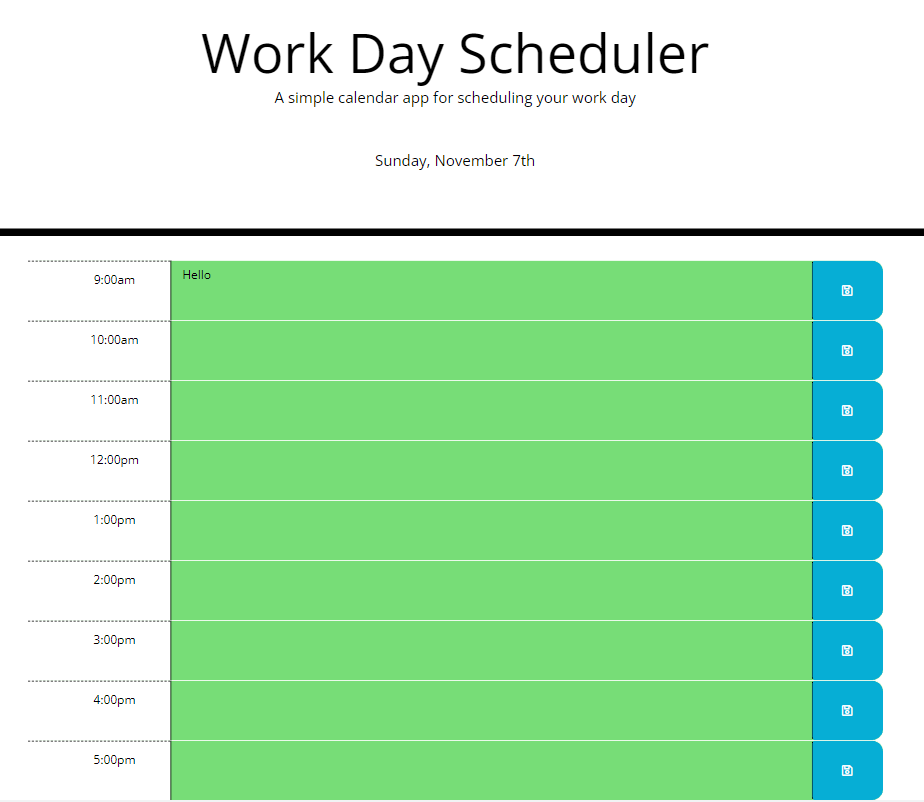 Work Day Scheduler
A simple calendar app for scheduling your work day
Sunday, November 7th
9:00am Hello
10:00am
11:00am
12:00pm
1:00pm
2:00pm
3:00pm
4:00pm
5:00pm